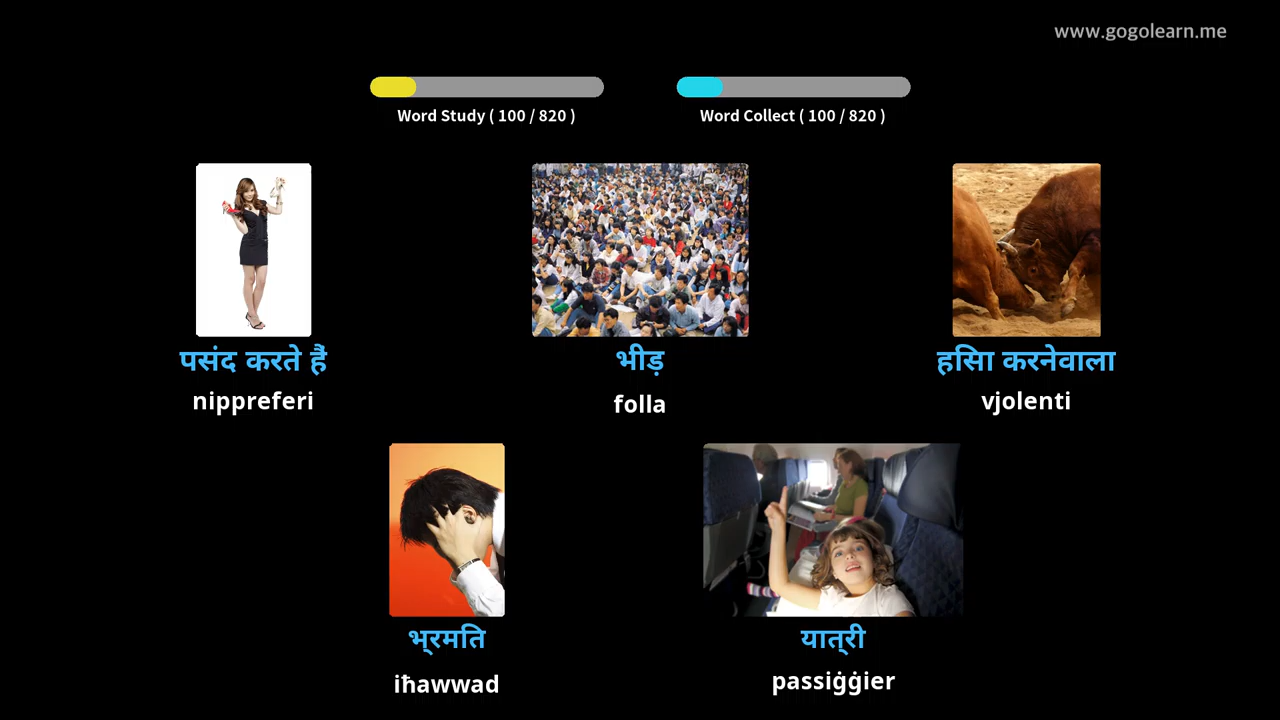 www.gogolearn.me
Word Study ( 100 / 820 )
Word Collect ( 100 / 820 )
पसंद करते हैं
nippreferi
भीड़
folla
हिंसा करनेवाला
vjolenti
भ्रमति
iħawwad
यात्री
passiġġier